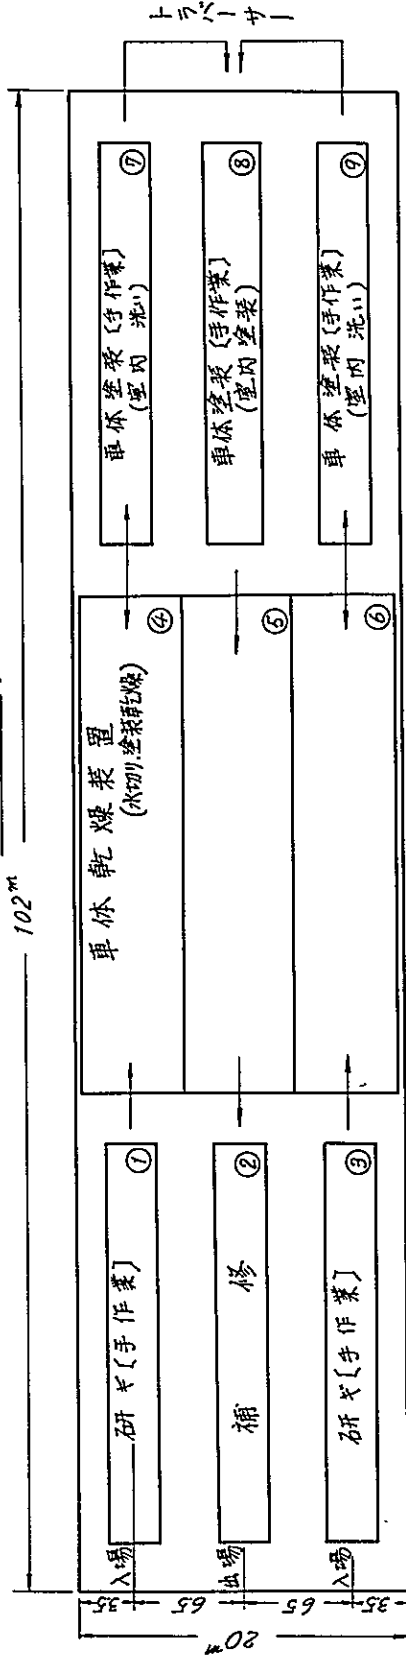 102m
トラバーサー
入場
研ギ〔手作業〕
①
車体乾燥装置
(水切り.塗装乾燥)
④
車体塗装〔手作業〕
(室内 洗い)
⑦
出場
補修
②
⑤
車体塗装〔手作業〕
(室内 塗装)
⑧
入場
研ギ〔手作業〕
③
⑥
車体塗装〔手作業〕
(室内 洗い)
⑨
35
65
65
35
20m